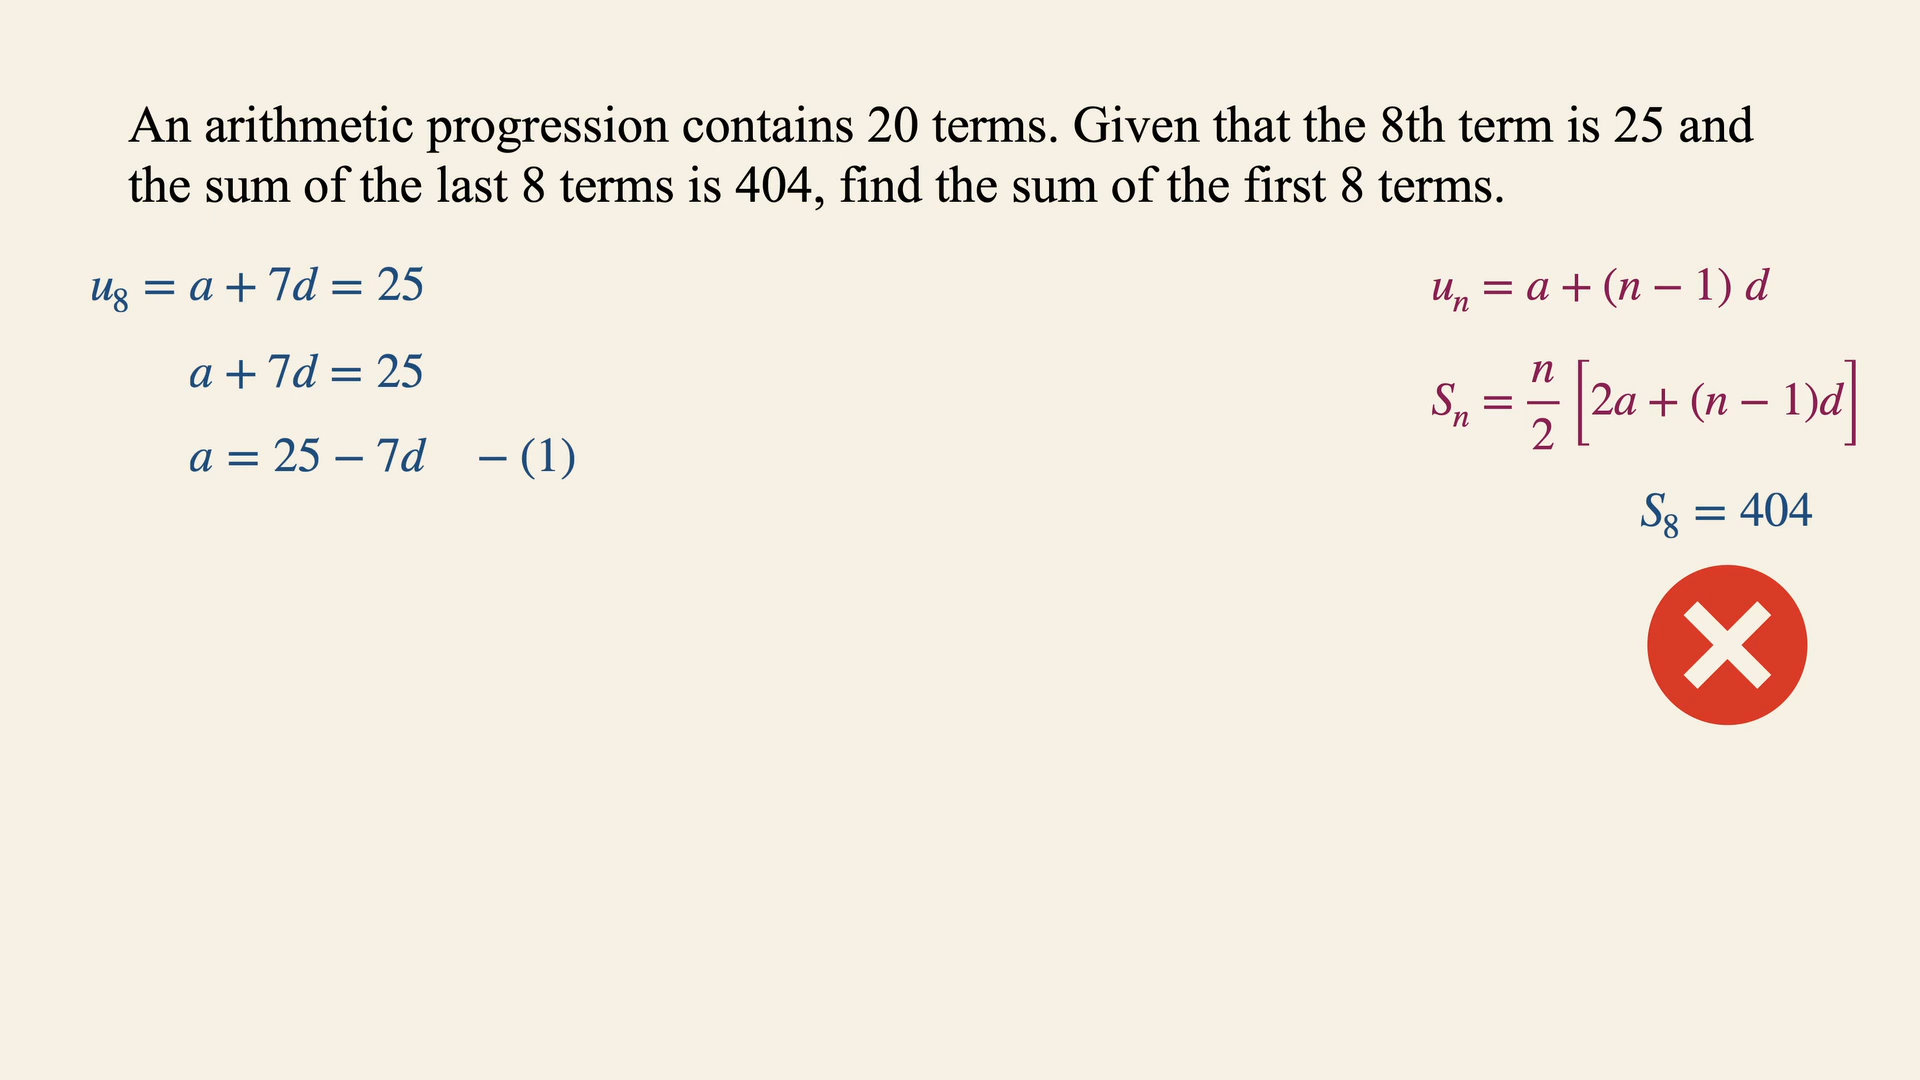 An arithmetic progression contains 20 terms. Given that the 8th term is 25 and
the sum of the last 8 terms is 404, find the sum of the first 8 terms.
u₈ = a + 7d = 25
a + 7d = 25
a = 25 − 7d − (1)
uₙ = a + (n − 1) d
Sₙ = n/2 [2a + (n − 1)d]
S₈ = 404